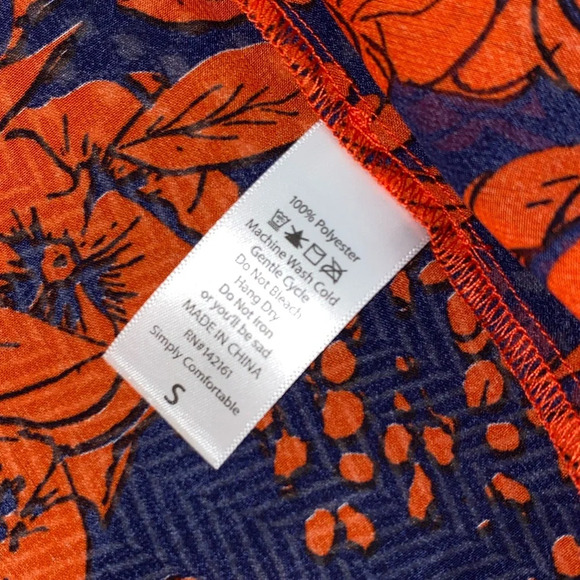 100% Polyester
Machine Wash Cold
Gentle Cycle
Do Not Bleach
Hang Dry
Do Not Iron
or you'll be sad
MADE IN CHINA
RN#142161
Simply Comfortable
S